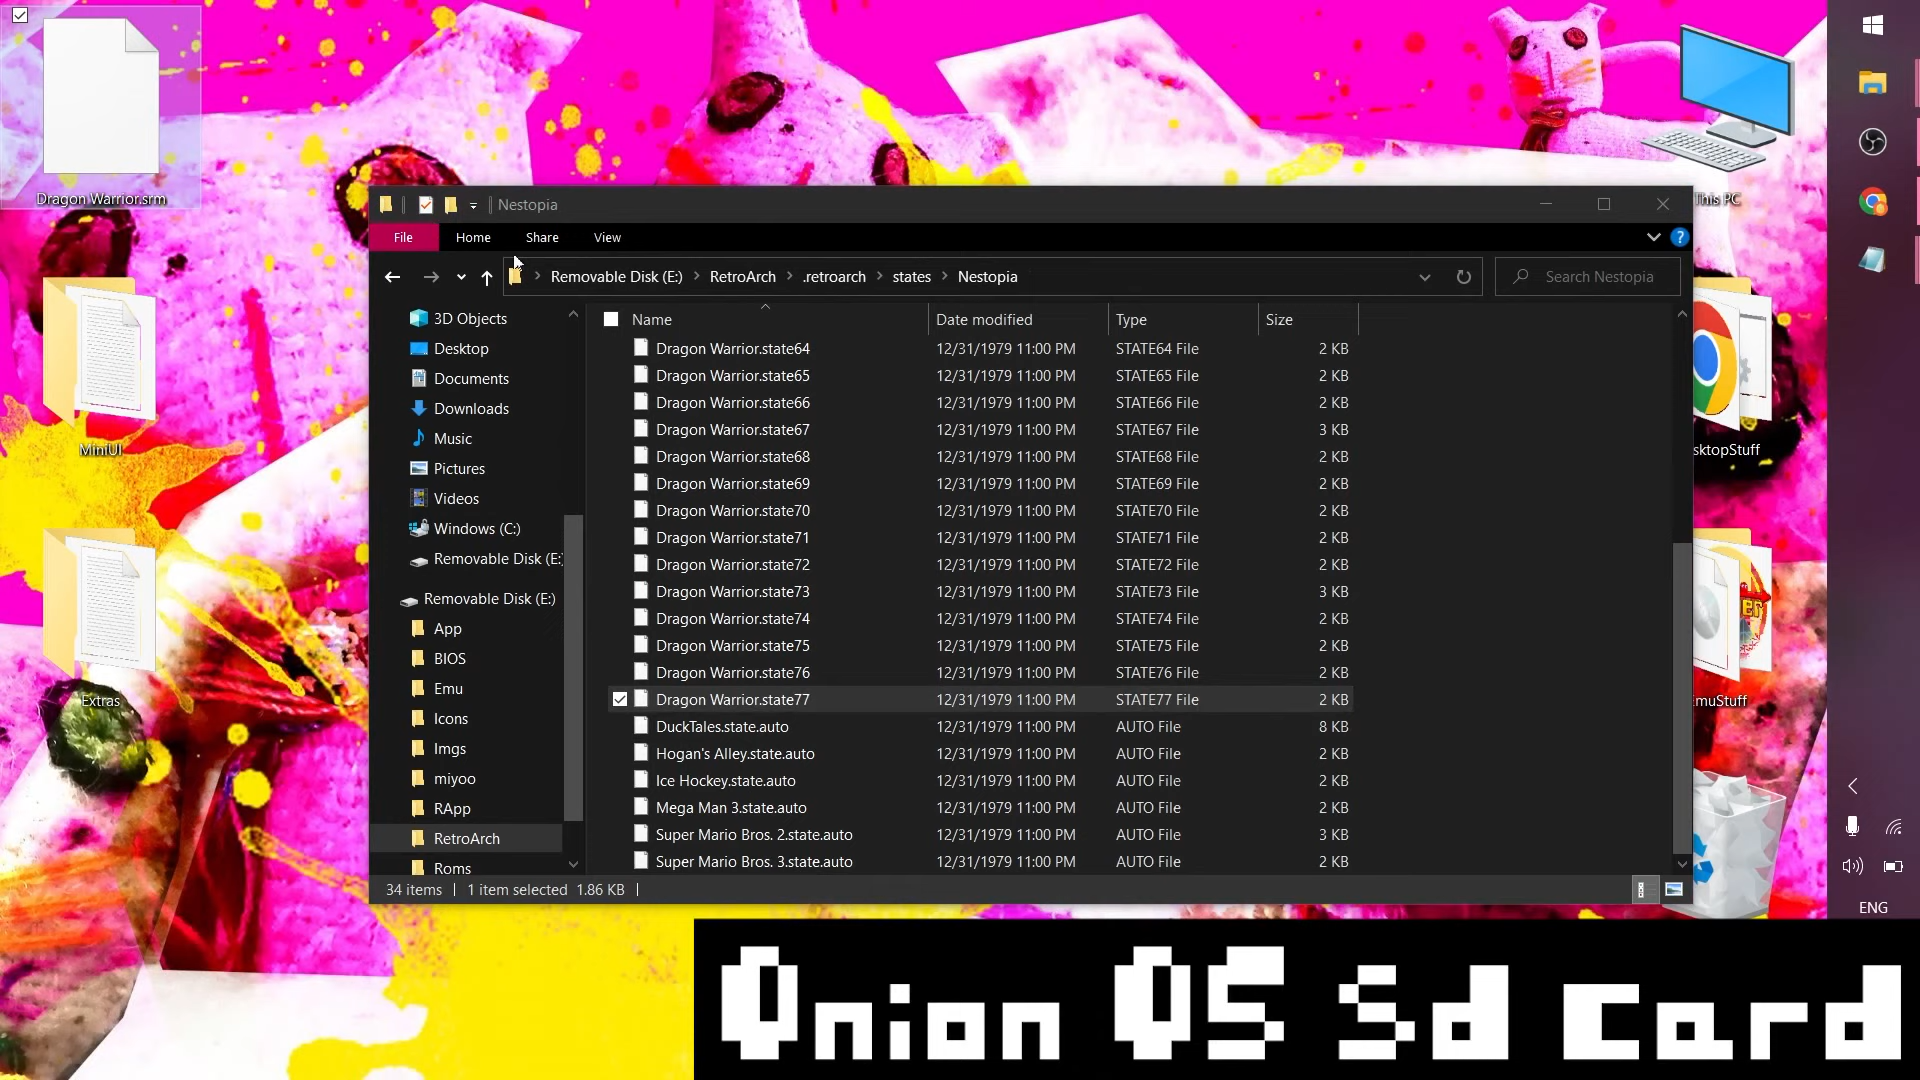 Dragon Warrior.srm
MiniUI
Extras
This PC
sktopStuff
muStuff
Nestopia
File Home Share View
Removable Disk (E:) RetroArch .retroarch states Nestopia
Search Nestopia
3D Objects
Desktop
Documents
Downloads
Music
Pictures
Videos
Windows (C:)
Removable Disk (E:
Removable Disk (E:)
App
BIOS
Emu
Icons
Imgs
miyoo
RApp
RetroArch
Roms
Name Date modified Type Size
Dragon Warrior.state64 12/31/1979 11:00 PM STATE64 File 2 KB
Dragon Warrior.state65 12/31/1979 11:00 PM STATE65 File 2 KB
Dragon Warrior.state66 12/31/1979 11:00 PM STATE66 File 2 KB
Dragon Warrior.state67 12/31/1979 11:00 PM STATE67 File 3 KB
Dragon Warrior.state68 12/31/1979 11:00 PM STATE68 File 2 KB
Dragon Warrior.state69 12/31/1979 11:00 PM STATE69 File 2 KB
Dragon Warrior.state70 12/31/1979 11:00 PM STATE70 File 2 KB
Dragon Warrior.state71 12/31/1979 11:00 PM STATE71 File 2 KB
Dragon Warrior.state72 12/31/1979 11:00 PM STATE72 File 2 KB
Dragon Warrior.state73 12/31/1979 11:00 PM STATE73 File 3 KB
Dragon Warrior.state74 12/31/1979 11:00 PM STATE74 File 2 KB
Dragon Warrior.state75 12/31/1979 11:00 PM STATE75 File 2 KB
Dragon Warrior.state76 12/31/1979 11:00 PM STATE76 File 2 KB
Dragon Warrior.state77 12/31/1979 11:00 PM STATE77 File 2 KB
DuckTales.state.auto 12/31/1979 11:00 PM AUTO File 8 KB
Hogan's Alley.state.auto 12/31/1979 11:00 PM AUTO File 2 KB
Ice Hockey.state.auto 12/31/1979 11:00 PM AUTO File 2 KB
Mega Man 3.state.auto 12/31/1979 11:00 PM AUTO File 2 KB
Super Mario Bros. 2.state.auto 12/31/1979 11:00 PM AUTO File 3 KB
Super Mario Bros. 3.state.auto 12/31/1979 11:00 PM AUTO File 2 KB
34 items 1 item selected 1.86 KB
ENG
Onion OS Sd Card